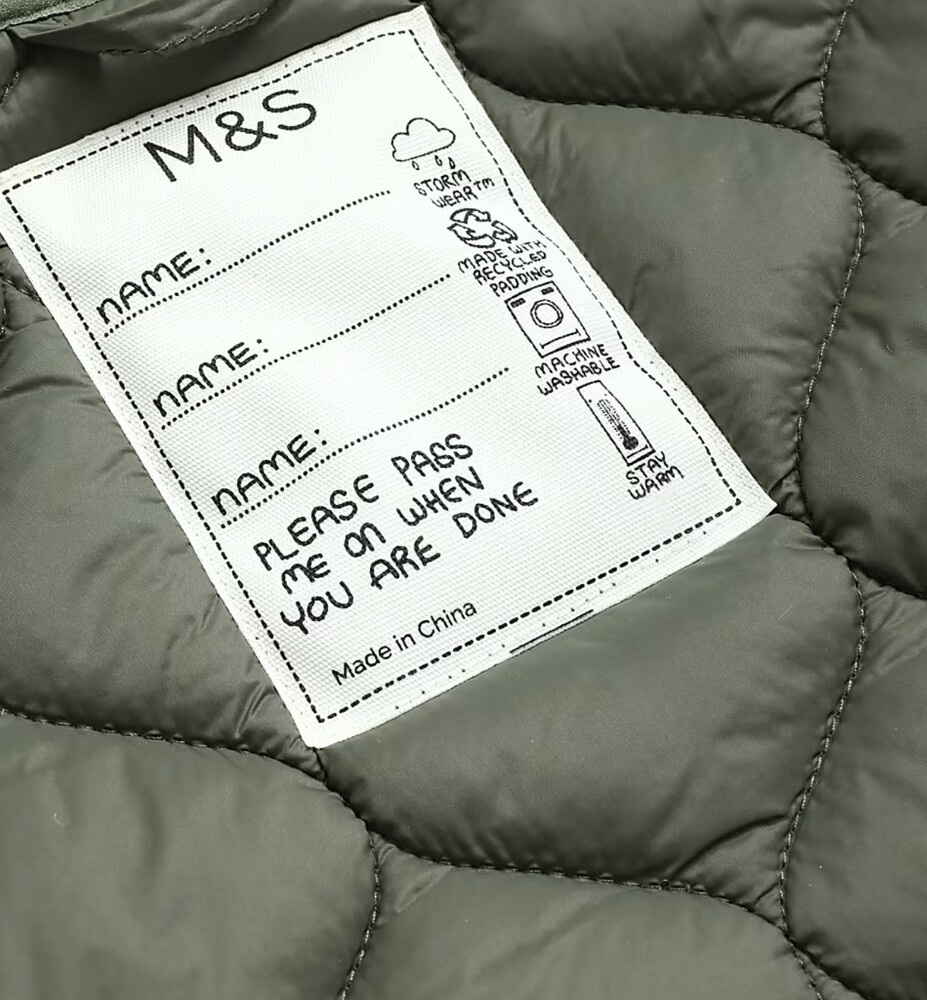 M&S
STORM
WEAR™
NAME:
MADE WITH
RECYCLED
PADDING
NAME:
MACHINE
WASHABLE
NAME:
STAY
WARM
PLEASE PASS
ME ON WHEN
YOU ARE DONE
Made in China